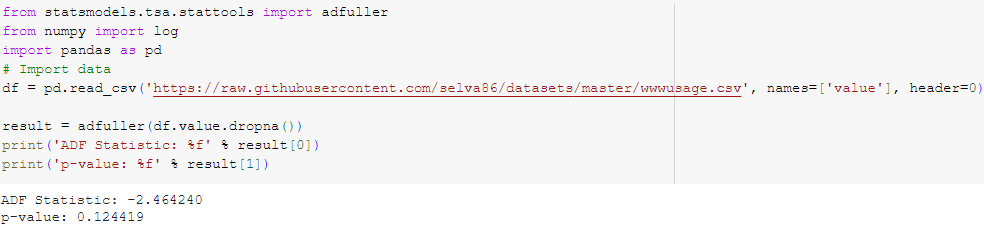 from statsmodels.tsa.stattools import adfuller
from numpy import log
import pandas as pd
# Import data
df = pd.read_csv('https://raw.githubusercontent.com/selva86/datasets/master/wwwusage.csv', names=['value'], header=0)
result = adfuller(df.value.dropna())
print('ADF Statistic: %f' % result[0])
print('p-value: %f' % result[1])
ADF Statistic: -2.464240
p-value: 0.124419